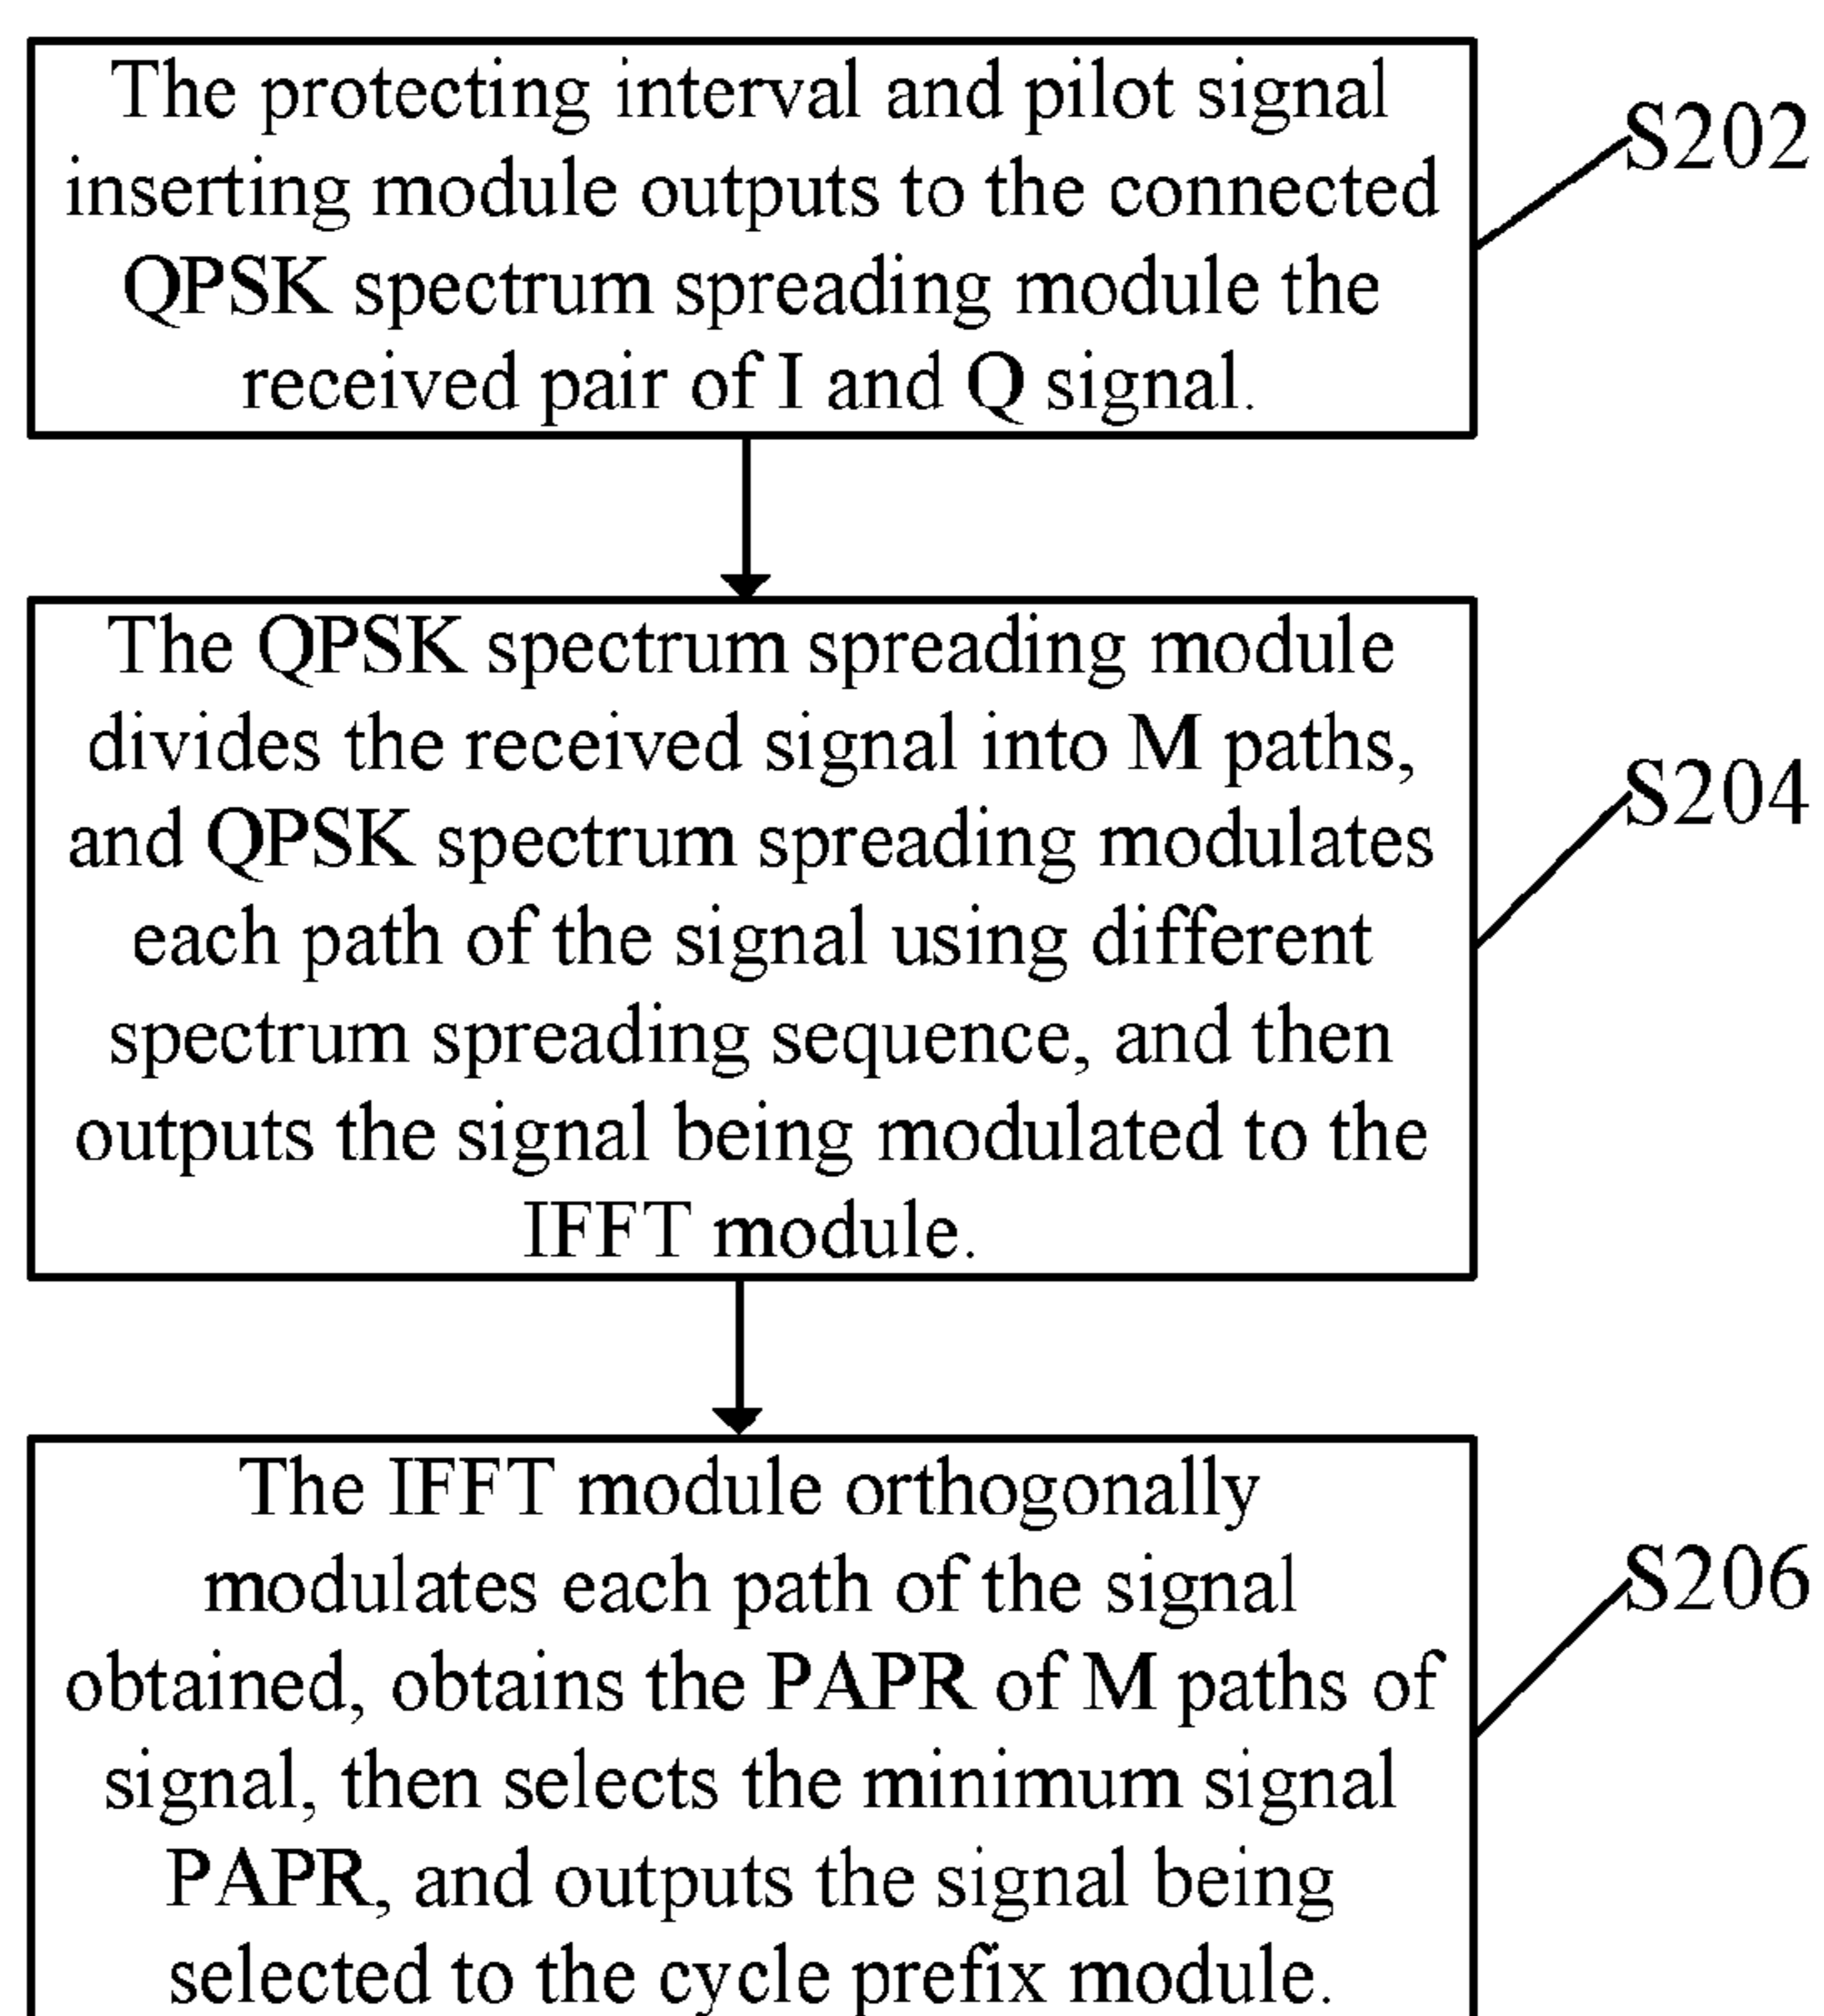 The protecting interval and pilot signal
inserting module outputs to the connected
QPSK spectrum spreading module the
received pair of I and Q signal.
S202
The QPSK spectrum spreading module
divides the received signal into M paths,
and QPSK spectrum spreading modulates
each path of the signal using different
spectrum spreading sequence, and then
outputs the signal being modulated to the
IFFT module.
S204
The IFFT module orthogonally
modulates each path of the signal
obtained, obtains the PAPR of M paths of
signal, then selects the minimum signal
PAPR, and outputs the signal being
selected to the cycle prefix module.
S206